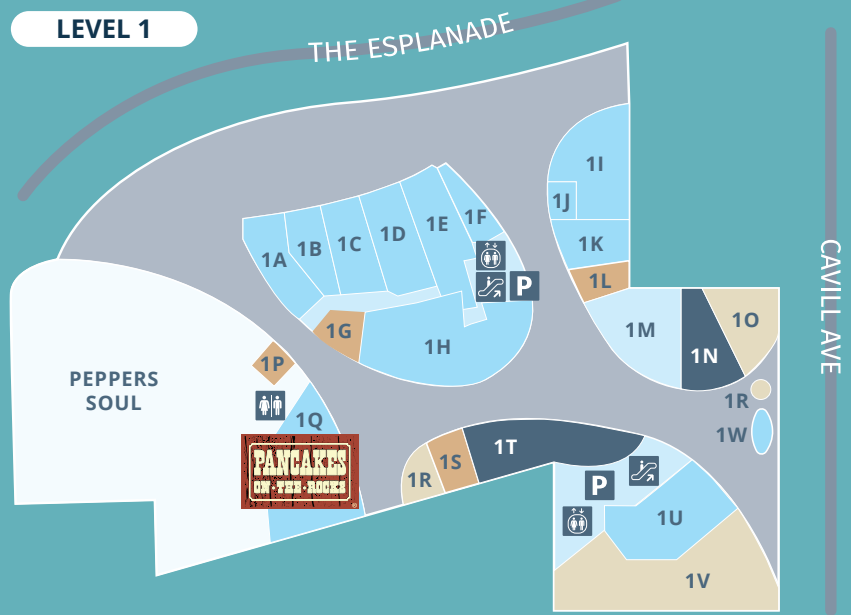 LEVEL 1
THE ESPLANADE
CAVILL AVE
1I
1J
1K
1L
1F
1E
1D
1C
1B
1A
P
1G
1H
1M
1N
1O
1P
PEPPERS
SOUL
1Q
1R
1W
PANCAKES
ON·THE·ROCKS
®
1R
1S
1T
P
1U
1V